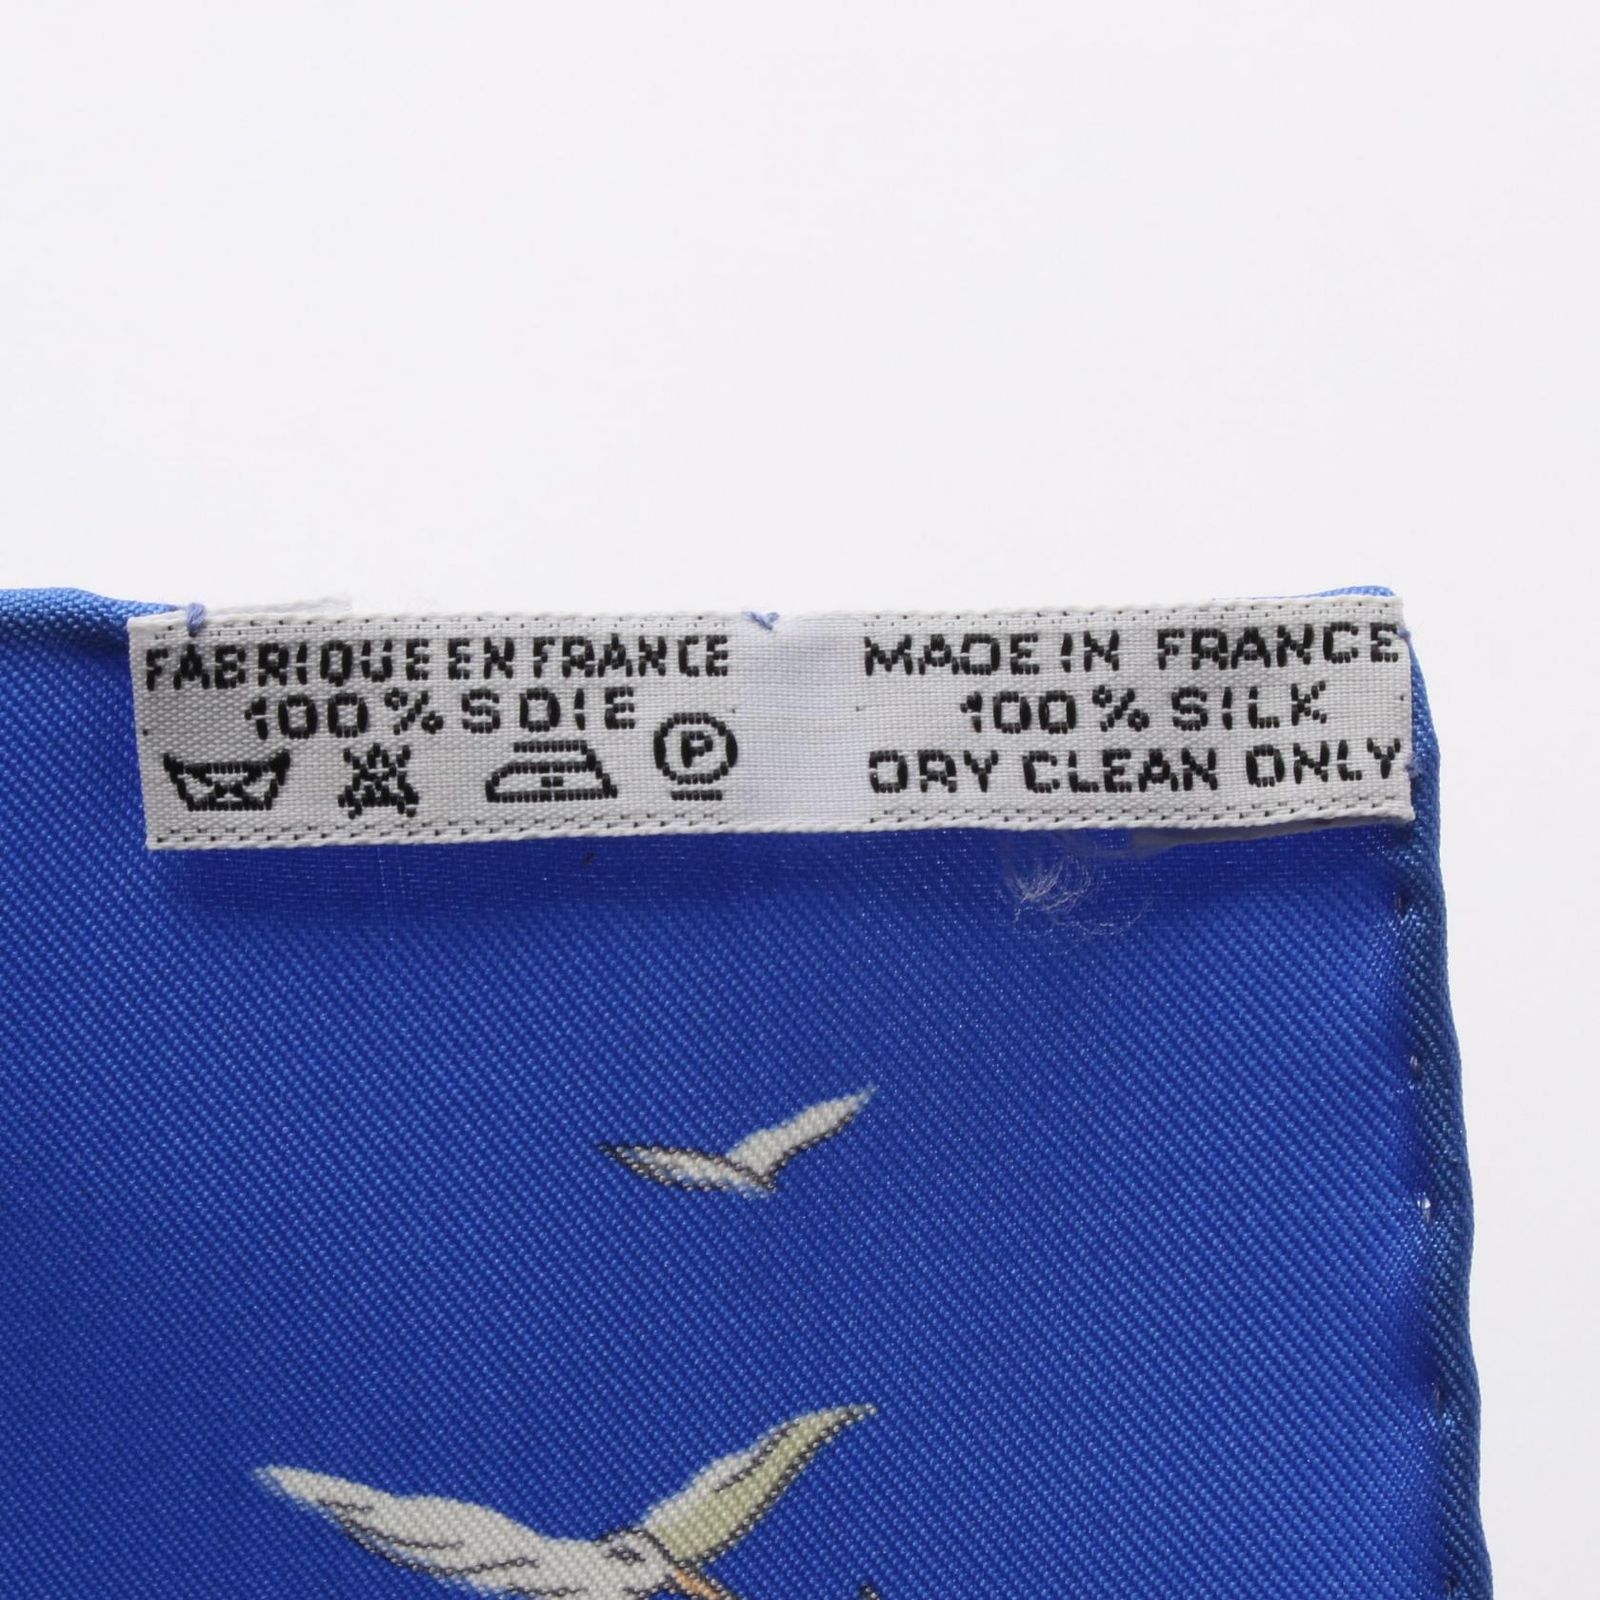 FABRIQUE EN FRANCE
100% SOIE
P
MADE IN FRANCE
100% SILK
DRY CLEAN ONLY